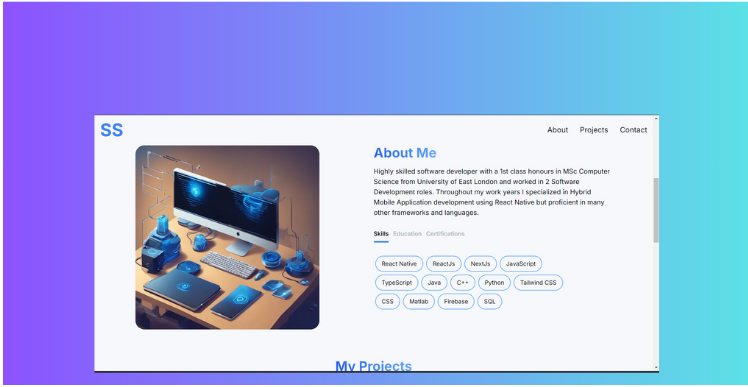 SS
About Projects Contact
About Me
Highly skilled software developer with a 1st class honours in MSc Computer
Science from University of East London and worked in 2 Software
Development roles. Throughout my work years I specialized in Hybrid
Mobile Application development using React Native but proficient in many
other frameworks and languages.
Skills Education Certifications
React Native ReactJs NextJs JavaScript
TypeScript Java C++ Python Tailwind CSS
CSS Matlab Firebase SQL
My Projects